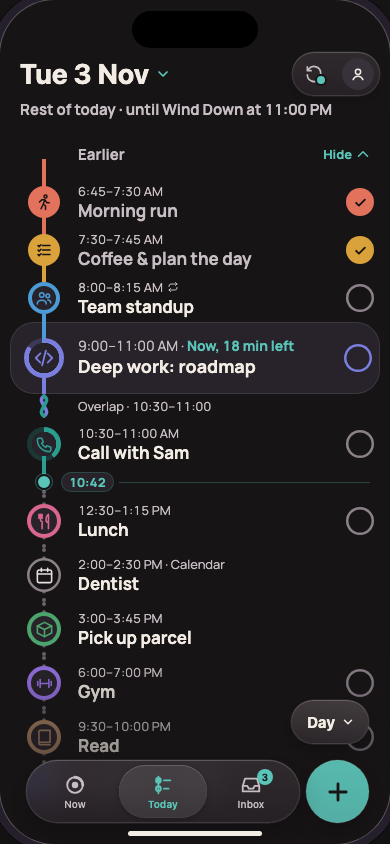 Tue 3 Nov
Rest of today · until Wind Down at 11:00 PM
Earlier
Hide
6:45–7:30 AM
Morning run
7:30–7:45 AM
Coffee & plan the day
8:00–8:15 AM
Team standup
9:00–11:00 AM · Now, 18 min left
Deep work: roadmap
Overlap · 10:30–11:00
10:30–11:00 AM
Call with Sam
10:42
12:30–1:15 PM
Lunch
2:00–2:30 PM · Calendar
Dentist
3:00–3:45 PM
Pick up parcel
6:00–7:00 PM
Gym
Day
9:30–10:00 PM
Read
3
Now
Today
Inbox